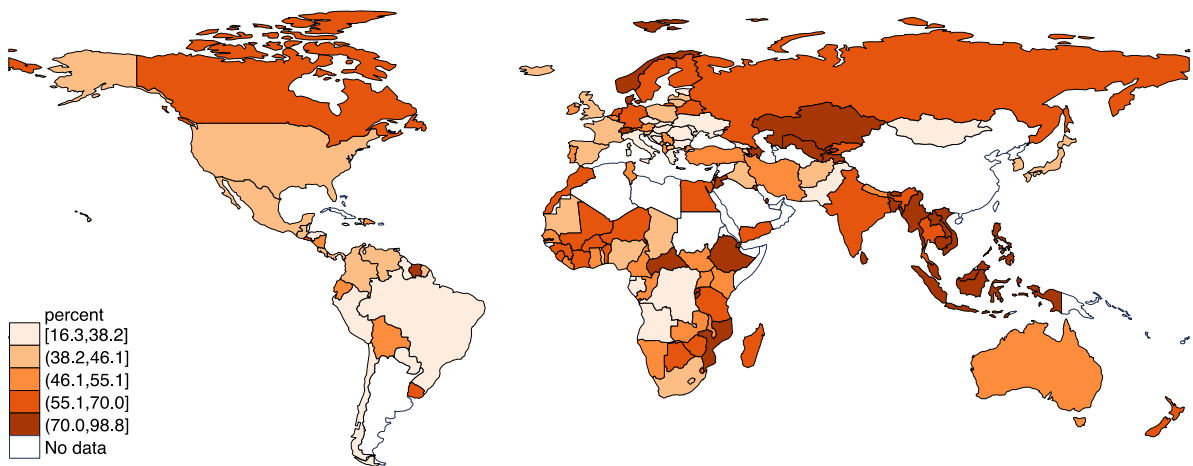 percent
[16.3,38.2]
(38.2,46.1]
(46.1,55.1]
(55.1,70.0]
(70.0,98.8]
No data